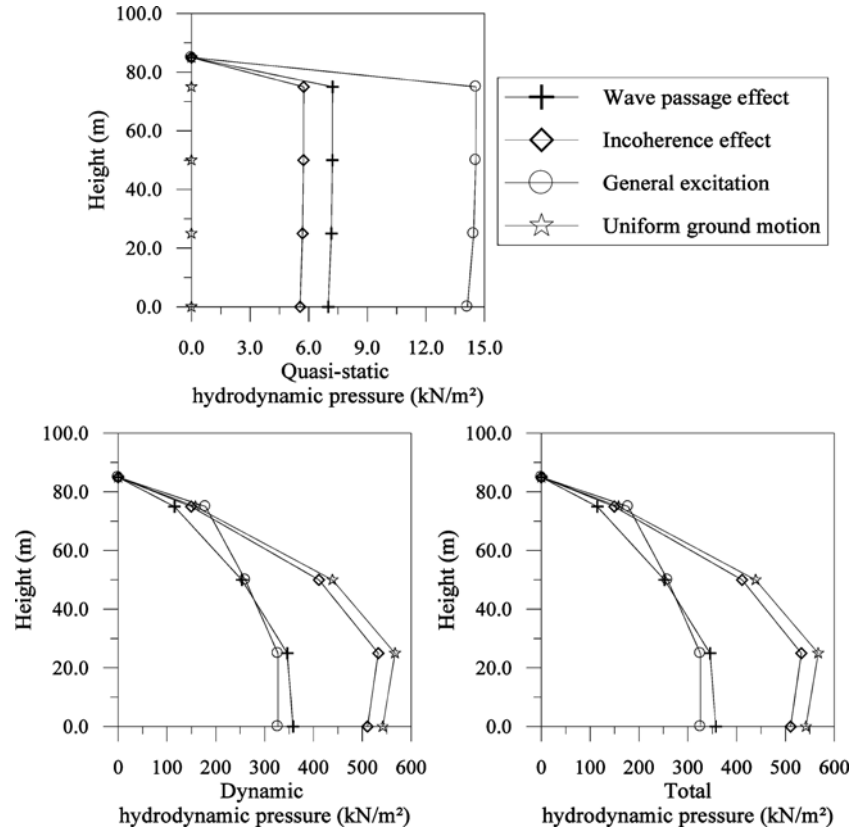 100.0
80.0
60.0
40.0
20.0
0.0
Height (m)
0.0 3.0 6.0 9.0 12.0 15.0
Quasi-static
hydrodynamic pressure (kN/m²)
Wave passage effect
Incoherence effect
General excitation
Uniform ground motion
100.0
80.0
60.0
40.0
20.0
0.0
Height (m)
0 100 200 300 400 500 600
Dynamic
hydrodynamic pressure (kN/m²)
100.0
80.0
60.0
40.0
20.0
0.0
Height (m)
0 100 200 300 400 500 600
Total
hydrodynamic pressure (kN/m²)